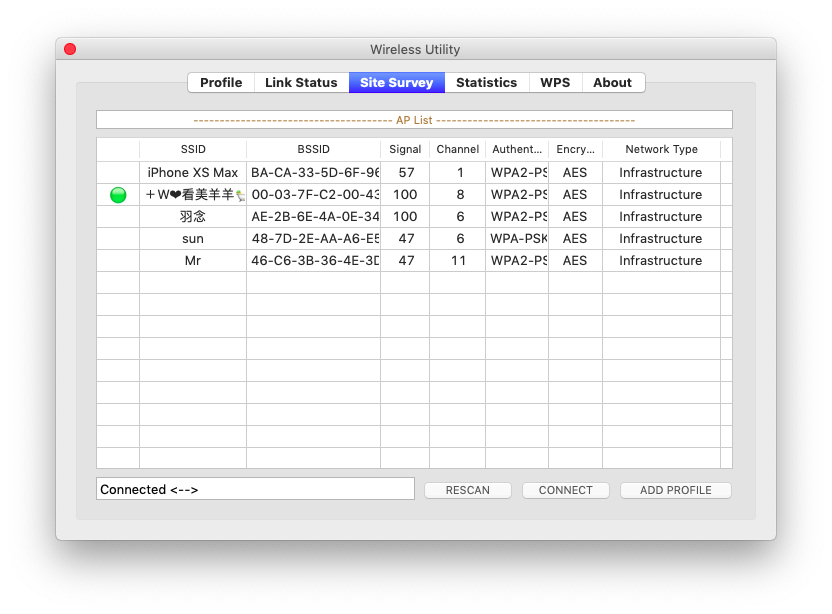 Wireless Utility
Profile Link Status Site Survey Statistics WPS About
------------------------------------- AP List -------------------------------------
SSID BSSID Signal Channel Authent... Encry... Network Type
iPhone XS Max BA-CA-33-5D-6F-96 57 1 WPA2-PS AES Infrastructure
＋W❤看美羊羊 00-03-7F-C2-00-43 100 8 WPA2-PS AES Infrastructure
羽念 AE-2B-6E-4A-0E-34 100 6 WPA2-PS AES Infrastructure
sun 48-7D-2E-AA-A6-E5 47 6 WPA-PSK AES Infrastructure
Mr 46-C6-3B-36-4E-3D 47 11 WPA2-PS AES Infrastructure
Connected <--> RESCAN CONNECT ADD PROFILE